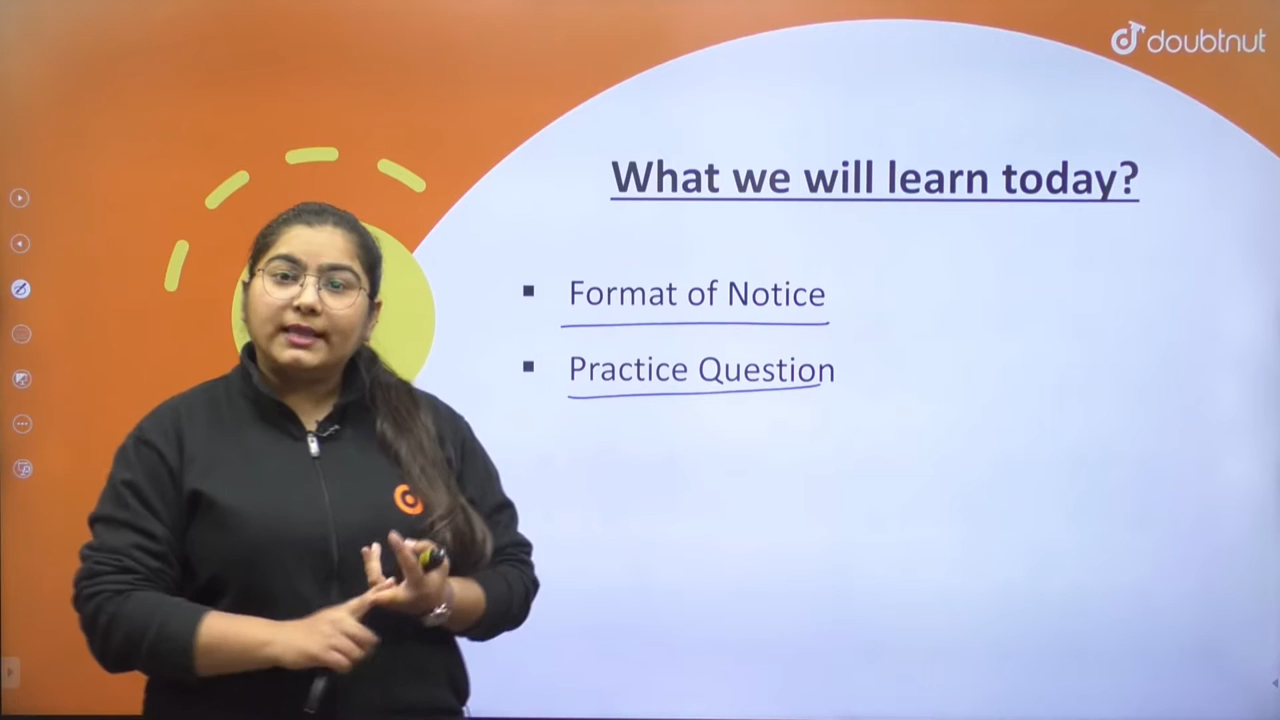 doubtnut
What we will learn today?
▪ Format of Notice
▪ Practice Question